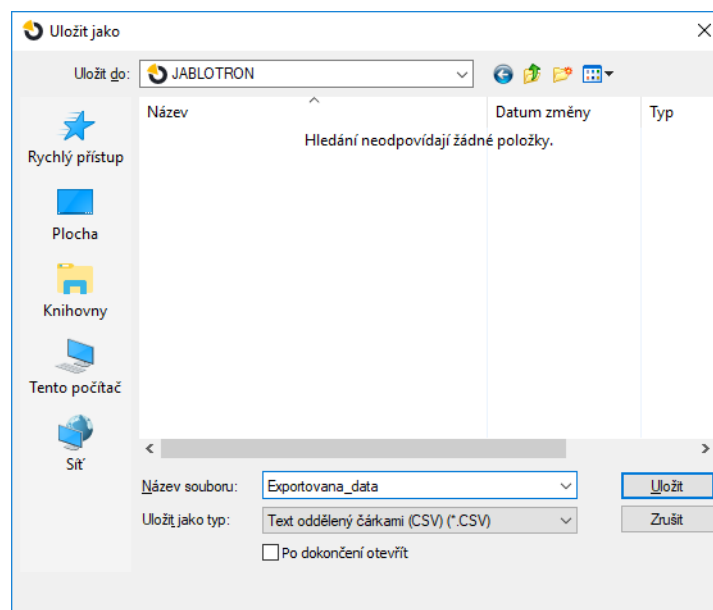 Uložit jako
Uložit do:
JABLOTRON
Název
Datum změny
Typ
Hledání neodpovídají žádné položky.
Rychlý přístup
Plocha
Knihovny
Tento počítač
Síť
Název souboru:
Exportovana_data
Uložit
Uložit jako typ:
Text oddělený čárkami (CSV) (*.CSV)
Zrušit
Po dokončení otevřít